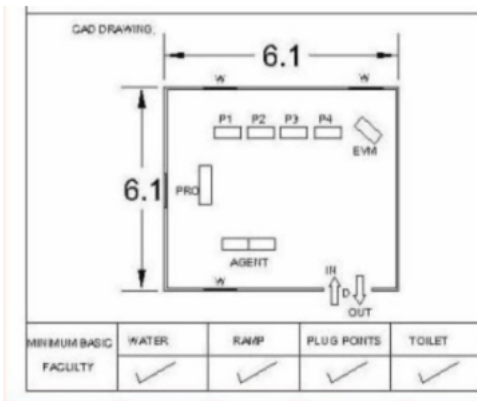 CAD DRAWING,
6.1
W W
P1 P2 P3 P4
EVM
6.1
PRO
AGENT
W
IN
D
OUT
MINIMUM BASIC FACULTY
WATER RAMP PLUG POINTS TOILET